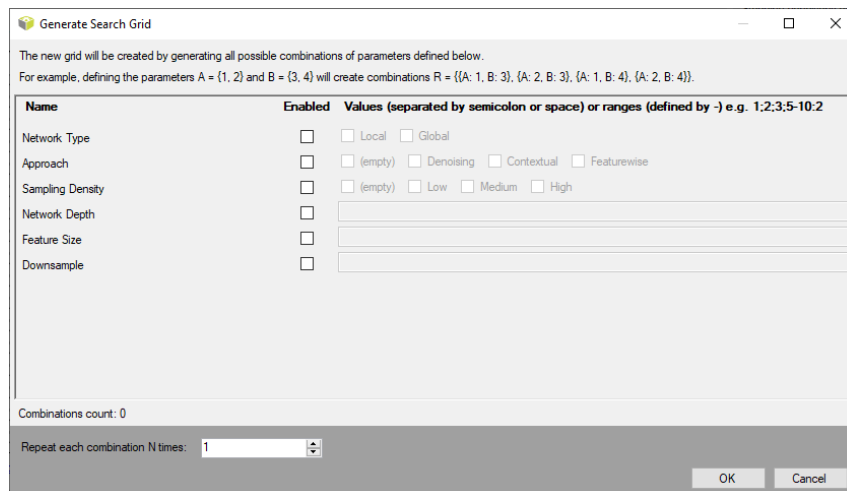 Generate Search Grid
The new grid will be created by generating all possible combinations of parameters defined below.
For example, defining the parameters A = {1, 2} and B = {3, 4} will create combinations R = {{A: 1, B: 3}, {A: 2, B: 3}, {A: 1, B: 4}, {A: 2, B: 4}}.
Name Enabled Values (separated by semicolon or space) or ranges (defined by -) e.g. 1;2;3;5-10:2
Network Type Local Global
Approach (empty) Denoising Contextual Featurewise
Sampling Density (empty) Low Medium High
Network Depth
Feature Size
Downsample
Combinations count: 0
Repeat each combination N times: 1
OK Cancel